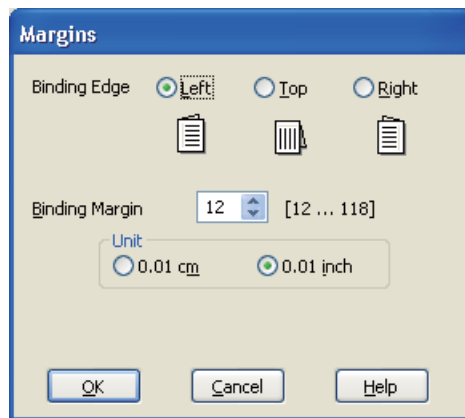 Margins
Binding Edge Left Top Right
Binding Margin 12 [12 ... 118]
Unit
0.01 cm 0.01 inch
OK Cancel Help